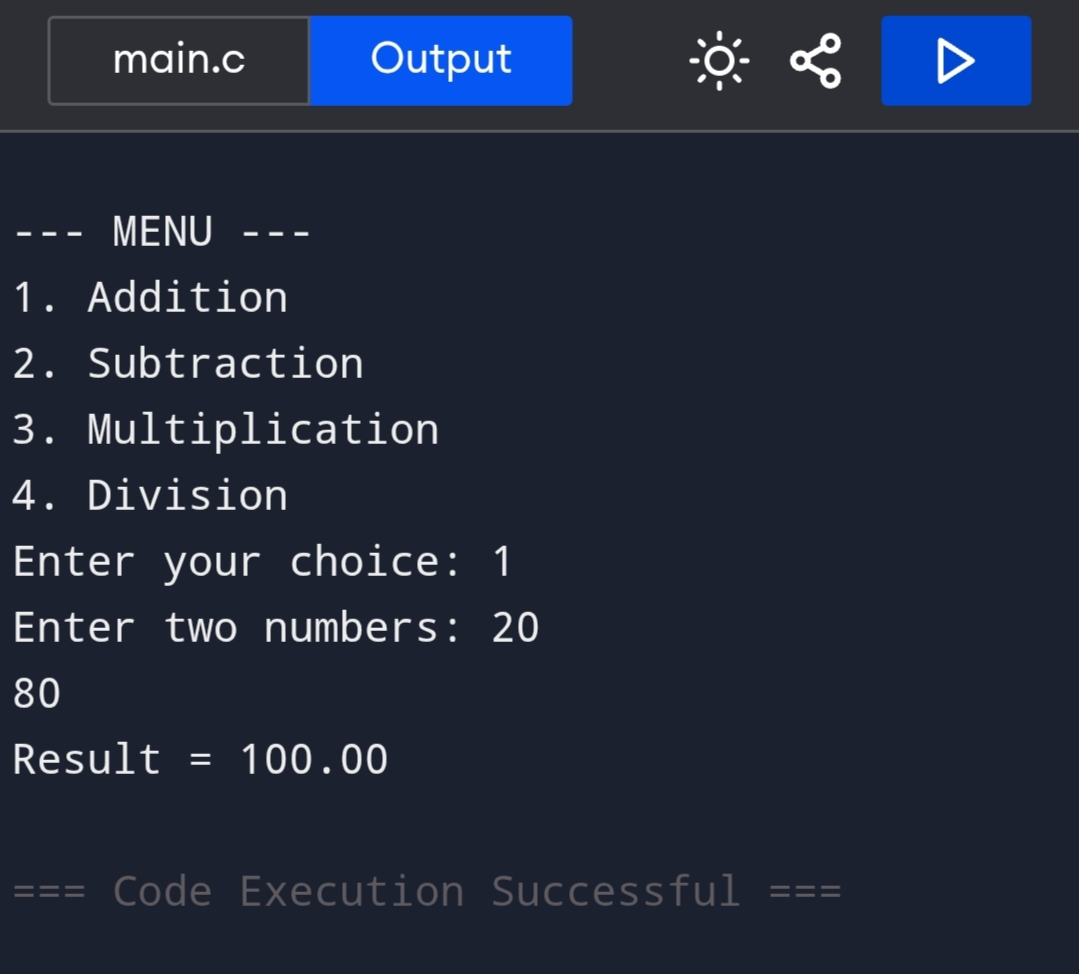 main.c Output
--- MENU ---
1. Addition
2. Subtraction
3. Multiplication
4. Division
Enter your choice: 1
Enter two numbers: 20
80
Result = 100.00
=== Code Execution Successful ===